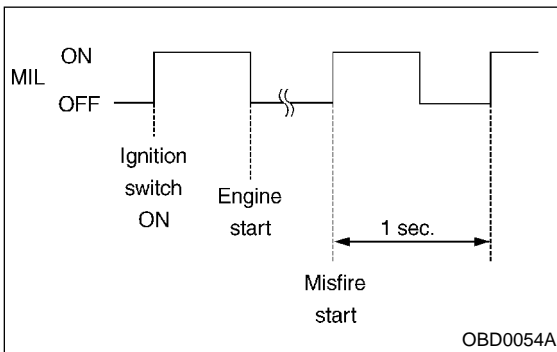 ON
MIL
OFF
Ignition
switch
ON
Engine
start
1 sec.
Misfire
start
OBD0054A